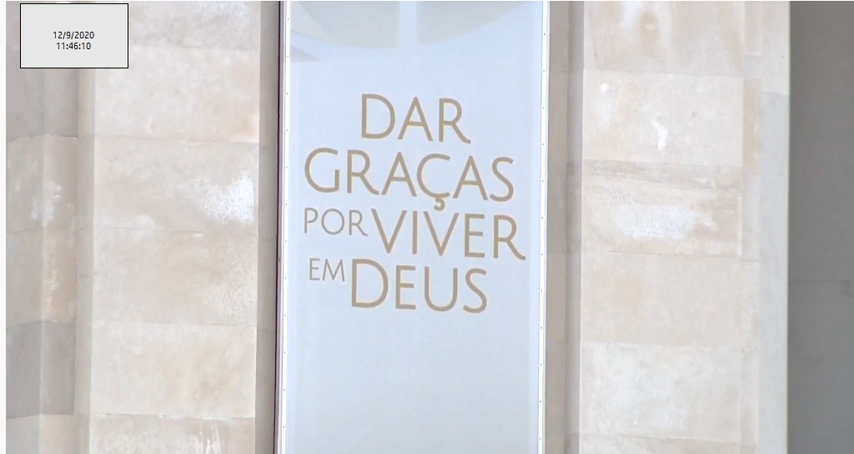 12/9/2020
11:46:10
DAR
GRAÇAS
POR VIVER
EM DEUS